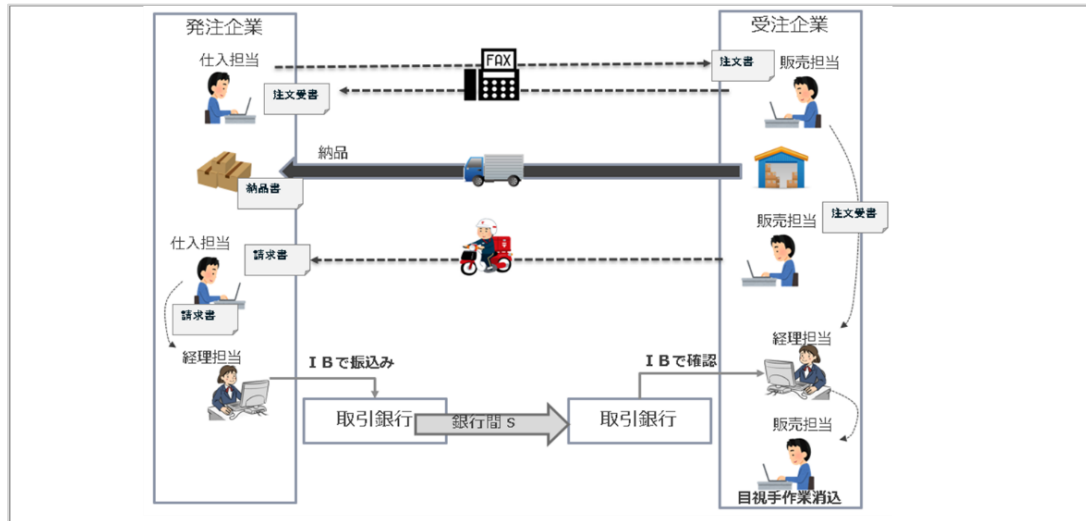 発注企業
受注企業
仕入担当
FAX
注文書
販売担当
注文受書
納品
納品書
注文受書
仕入担当
請求書
販売担当
請求書
経理担当
IBで振込み
IBで確認
経理担当
取引銀行
銀行間S
取引銀行
販売担当
目視手作業消込